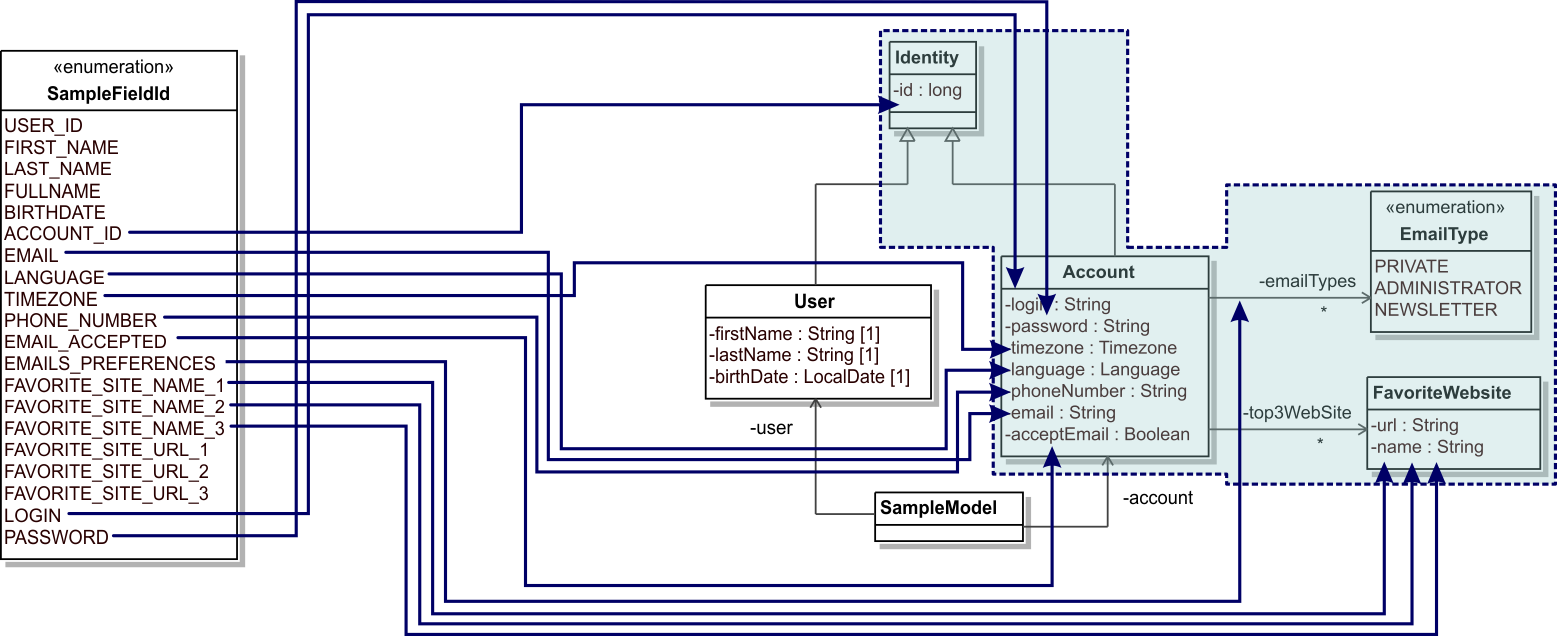 «enumeration»
SampleFieldId
USER_ID
FIRST_NAME
LAST_NAME
FULLNAME
BIRTHDATE
ACCOUNT_ID
EMAIL
LANGUAGE
TIMEZONE
PHONE_NUMBER
EMAIL_ACCEPTED
EMAILS_PREFERENCES
FAVORITE_SITE_NAME_1
FAVORITE_SITE_NAME_2
FAVORITE_SITE_NAME_3
FAVORITE_SITE_URL_1
FAVORITE_SITE_URL_2
FAVORITE_SITE_URL_3
LOGIN
PASSWORD
Identity
-id : long
User
-firstName : String [1]
-lastName : String [1]
-birthDate : LocalDate [1]
-user
SampleModel
-account
Account
-login : String
-password : String
-timezone : Timezone
-language : Language
-phoneNumber : String
-email : String
-acceptEmail : Boolean
-emailTypes
*
«enumeration»
EmailType
PRIVATE
ADMINISTRATOR
NEWSLETTER
-top3WebSite
*
FavoriteWebsite
-url : String
-name : String